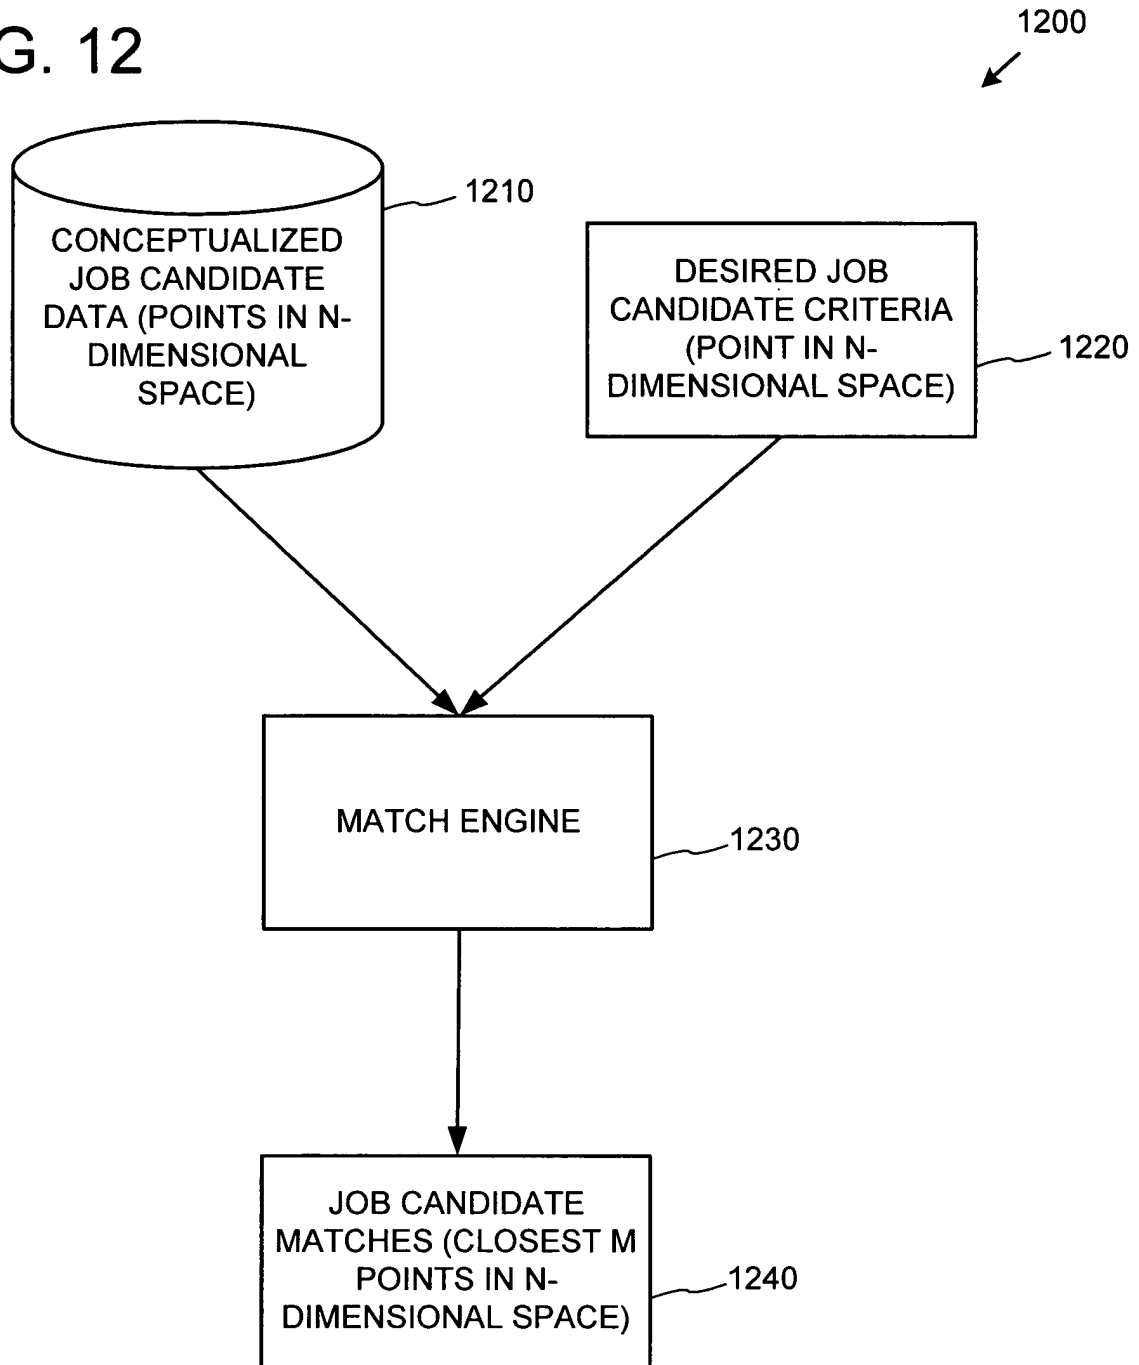 G. 12
1200
1210
CONCEPTUALIZED
JOB CANDIDATE
DATA (POINTS IN N-
DIMENSIONAL
SPACE)
DESIRED JOB
CANDIDATE CRITERIA
(POINT IN N-
DIMENSIONAL SPACE)
1220
MATCH ENGINE
1230
JOB CANDIDATE
MATCHES (CLOSEST M
POINTS IN N-
DIMENSIONAL SPACE)
1240